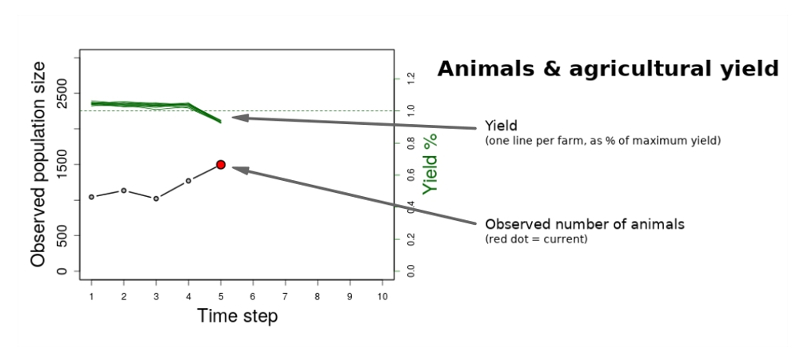 Animals & agricultural yield
Observed population size
2500
1500
500
0
1.2
1.0
0.8
0.6
0.4
0.2
0.0
Yield %
Yield
(one line per farm, as % of maximum yield)
Observed number of animals
(red dot = current)
1 2 3 4 5 6 7 8 9 10
Time step